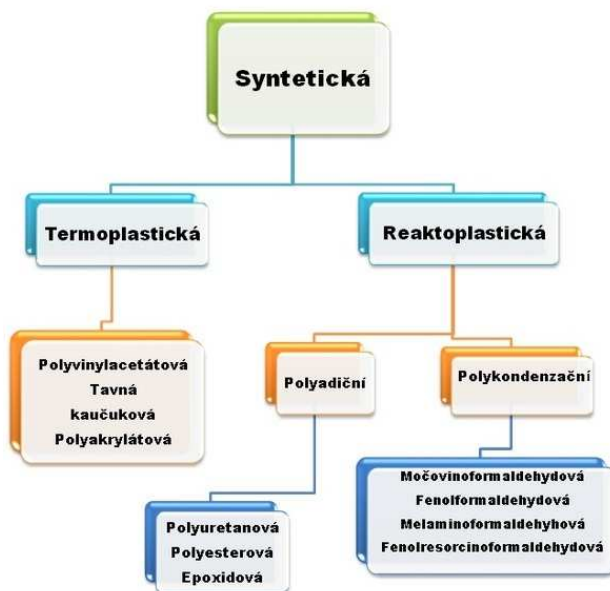 Syntetická
Termoplastická
Reaktoplastická
Polyvinylacetátová
Tavná
kaučuková
Polyakrylátová
Polyadiční
Polykondenzační
Polyuretanová
Polyesterová
Epoxidová
Močovinoformaldehydová
Fenolformaldehydová
Melaminoformaldehyhová
Fenolresorcinoformaldehydová